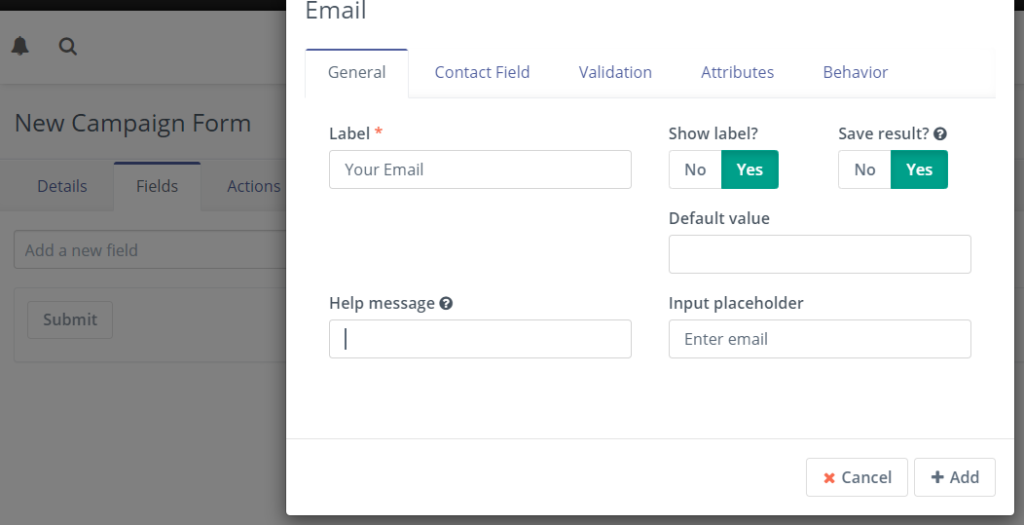 Email
General Contact Field Validation Attributes Behavior
New Campaign Form
Details Fields Actions
Add a new field
Submit
Label * Show label? Save result?
Your Email No Yes No Yes
Default value
Help message Input placeholder
Enter email
Cancel Add